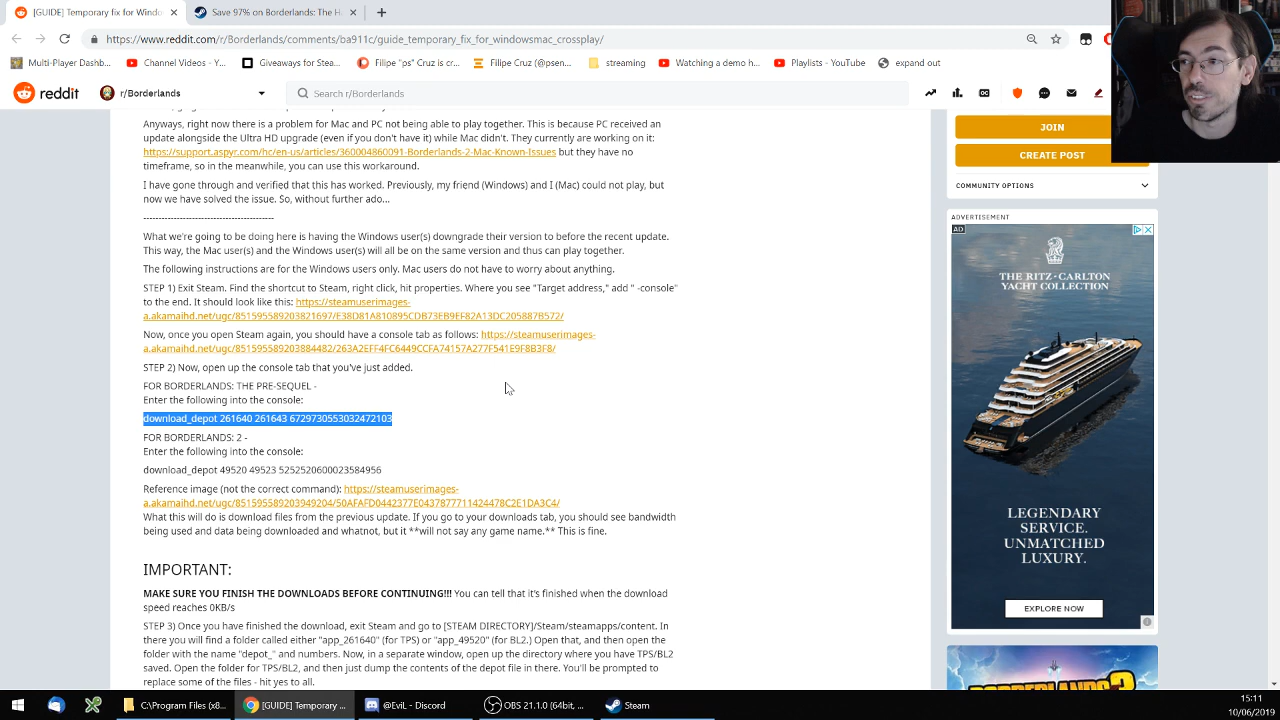 [GUIDE] Temporary fix for Window
Save 97% on Borderlands: The H
https://www.reddit.com/r/Borderlands/comments/ba911c/guide_temporary_fix_for_windowsmac_crossplay/
Multi-Player Dashb...
Channel Videos - Y...
Giveaways for Stea...
Filipe "ps" Cruz is cr...
Filipe Cruz (@psen...
streaming
Watching a demo h...
Playlists - YouTube
expand out
reddit
r/Borderlands
Search r/Borderlands
Anyways, right now there is a problem for Mac and PC not being able to play together. This is because PC received an
update alongside the Ultra HD upgrade (even if you don't have it) while Mac didn't. They currently are working on it:
https://support.aspyr.com/hc/en-us/articles/360004860091-Borderlands-2-Mac-Known-Issues but they have no
timeframe, so in the meanwhile, you can use this workaround.
I have gone through and verified that this has worked. Previously, my friend (Windows) and I (Mac) could not play, but
now we have solved the issue. So, without further ado...
-------------------------------------------
What we're going to be doing here is having the Windows user(s) downgrade their version to before the recent update.
This way, the Mac user(s) and the Windows user(s) will all be on the same version and thus can play together.
The following instructions are for the Windows users only. Mac users do not have to worry about anything.
STEP 1) Exit Steam. Find the shortcut to Steam, right click, hit properties. Where you see "Target address," add " -console"
to the end. It should look like this: https://steamuserimages-
a.akamaihd.net/ugc/851595589203821697/E38D81A810895CDB73EB9EF82A13DC205887B572/
Now, once you open Steam again, you should have a console tab as follows: https://steamuserimages-
a.akamaihd.net/ugc/851595589203884482/263A2EFF4FC6449CCFA74157A277F541E9F8B3F8/
STEP 2) Now, open up the console tab that you've just added.
FOR BORDERLANDS: THE PRE-SEQUEL -
Enter the following into the console:
download_depot 261640 261643 6729730553032472103
FOR BORDERLANDS: 2 -
Enter the following into the console:
download_depot 49520 49523 5252520600023584956
Reference image (not the correct command): https://steamuserimages-
a.akamaihd.net/ugc/851595589203949204/50AFAFD0442377E0437877711424478C2E1DA3C4/
What this will do is download files from the previous update. If you go to your downloads tab, you should see bandwidth
being used and data being downloaded and whatnot, but it **will not say any game name.** This is fine.
IMPORTANT:
MAKE SURE YOU FINISH THE DOWNLOADS BEFORE CONTINUING!!! You can tell that it's finished when the download
speed reaches 0KB/s
STEP 3) Once you have finished the download, exit Steam and go to [STEAM DIRECTORY]/Steam/steamapps/content. In
there you will find a folder called either "app_261640" (for TPS) or "app_49520" (for BL2.) Open that, and then open the
folder with the name "depot_" and numbers. Now, in a separate window, open up the directory where you have TPS/BL2
saved. Open the folder for TPS/BL2, and then just dump the contents of the depot file in there. You'll be prompted to
replace some of the files - hit yes to all.
JOIN
CREATE POST
COMMUNITY OPTIONS
ADVERTISEMENT
AD
THE RITZ-CARLTON
YACHT COLLECTION
LEGENDARY
SERVICE.
UNMATCHED
LUXURY.
EXPLORE NOW
C:\Program Files (x8...
[GUIDE] Temporary ...
@EviL - Discord
OBS 21.1.0 (64bit, ...
Steam
15:11
10/06/2019